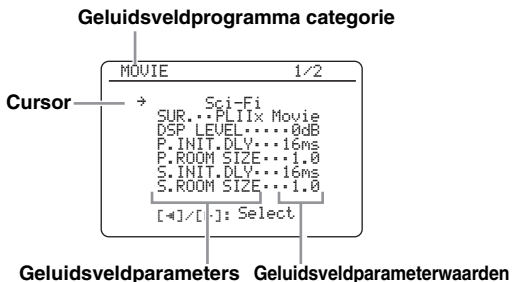 Geluidsveldprogramma categorie
MOVIE 1/2
Cursor
→ Sci-Fi
SUR.··PLIIx Movie
DSP LEVEL·····0dB
P.INIT.DLY···16ms
P.ROOM SIZE···1.0
S.INIT.DLY···16ms
S.ROOM SIZE···1.0
[◀]/[▷]: Select
Geluidsveldparameters Geluidsveldparameterwaarden